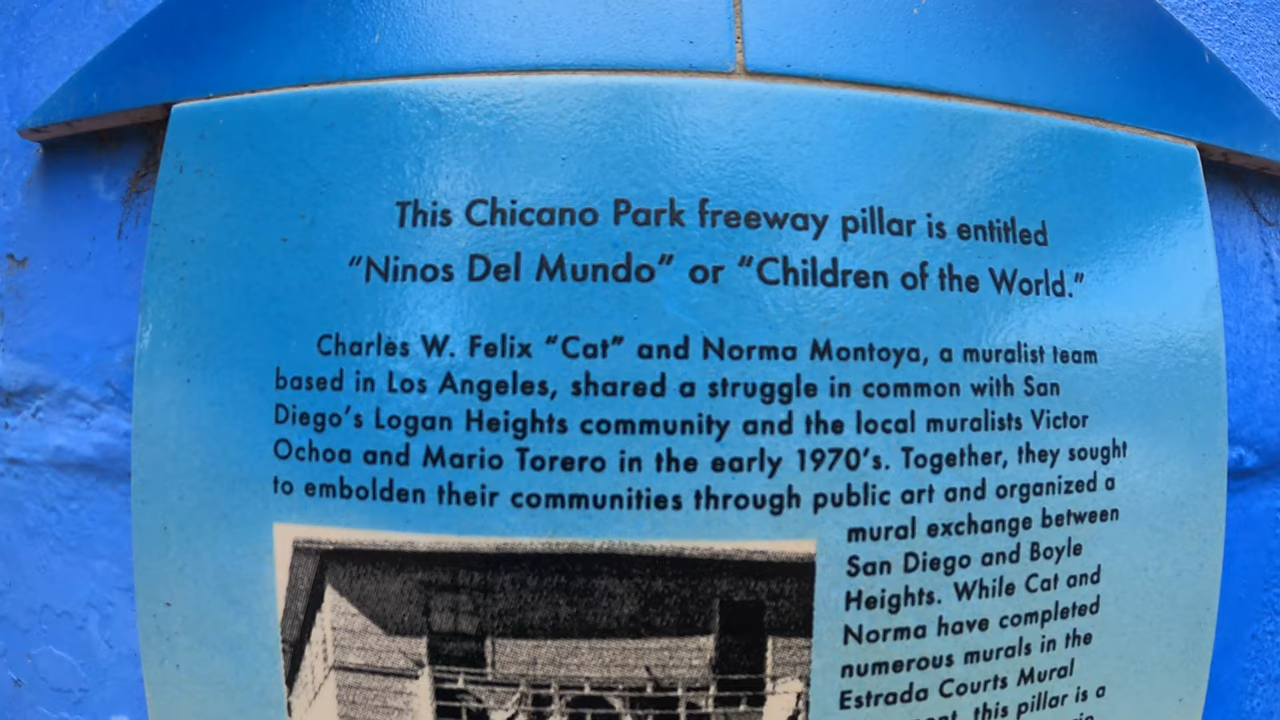 This Chicano Park freeway pillar is entitled
"Ninos Del Mundo" or "Children of the World."
Charles W. Felix "Cat" and Norma Montoya, a muralist team
based in Los Angeles, shared a struggle in common with San
Diego's Logan Heights community and the local muralists Victor
Ochoa and Mario Torero in the early 1970's. Together, they sought
to embolden their communities through public art and organized a
mural exchange between
San Diego and Boyle
Heights. While Cat and
Norma have completed
numerous murals in the
Estrada Courts Mural
this pillar is a